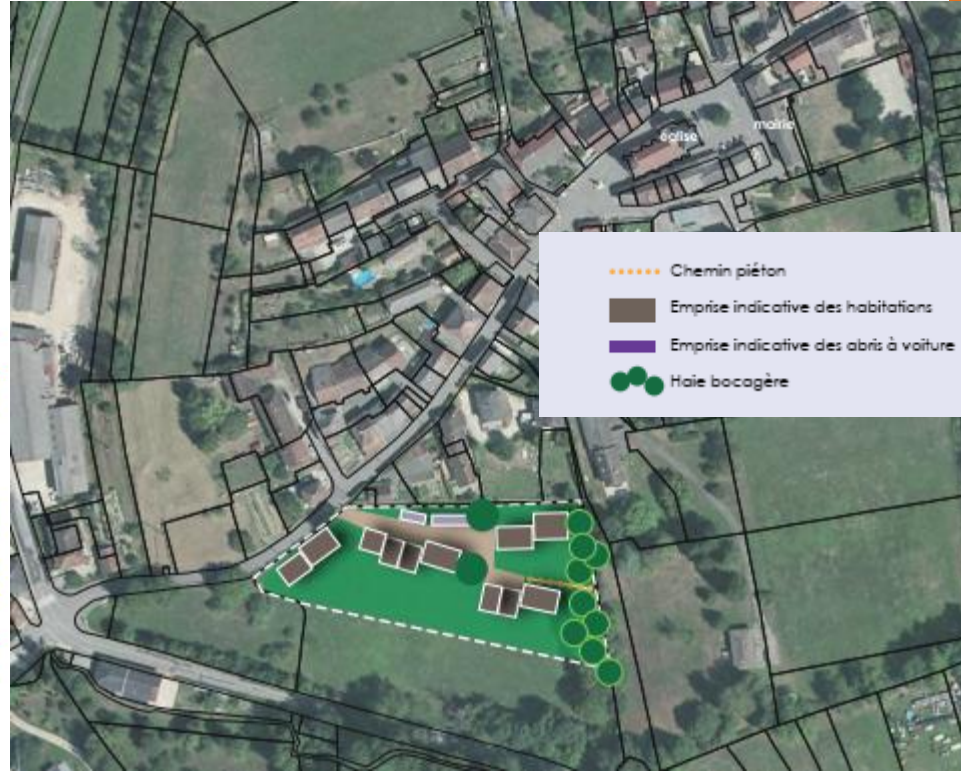 mairie
église
Chemin piéton
Emprise indicative des habitations
Emprise indicative des abris à voiture
Haie bocagère